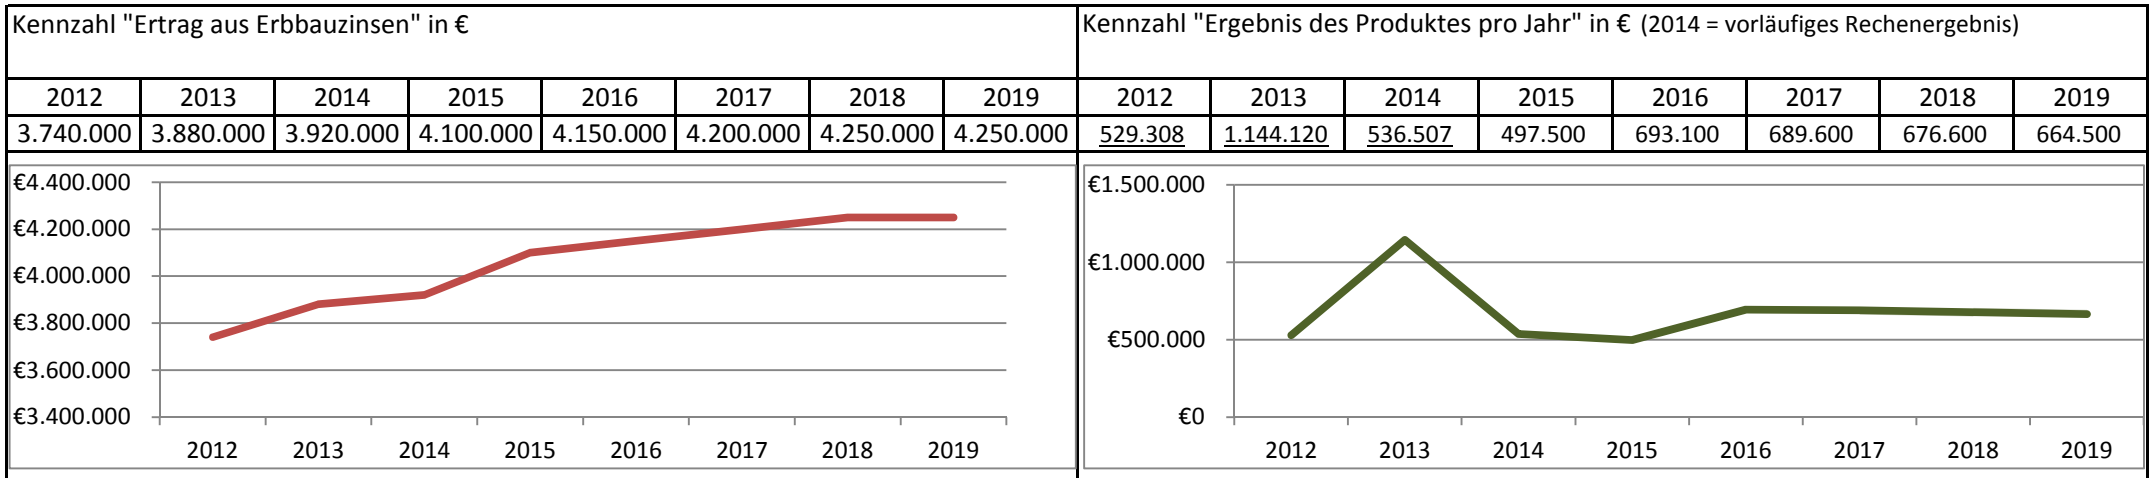 Kennzahl "Ertrag aus Erbbauzinsen" in €
2012 2013 2014 2015 2016 2017 2018 2019
3.740.000 3.880.000 3.920.000 4.100.000 4.150.000 4.200.000 4.250.000 4.250.000
€4.400.000
€4.200.000
€4.000.000
€3.800.000
€3.600.000
€3.400.000
2012 2013 2014 2015 2016 2017 2018 2019
Kennzahl "Ergebnis des Produktes pro Jahr" in € (2014 = vorläufiges Rechenergebnis)
2012 2013 2014 2015 2016 2017 2018 2019
529.308 1.144.120 536.507 497.500 693.100 689.600 676.600 664.500
€1.500.000
€1.000.000
€500.000
€0
2012 2013 2014 2015 2016 2017 2018 2019